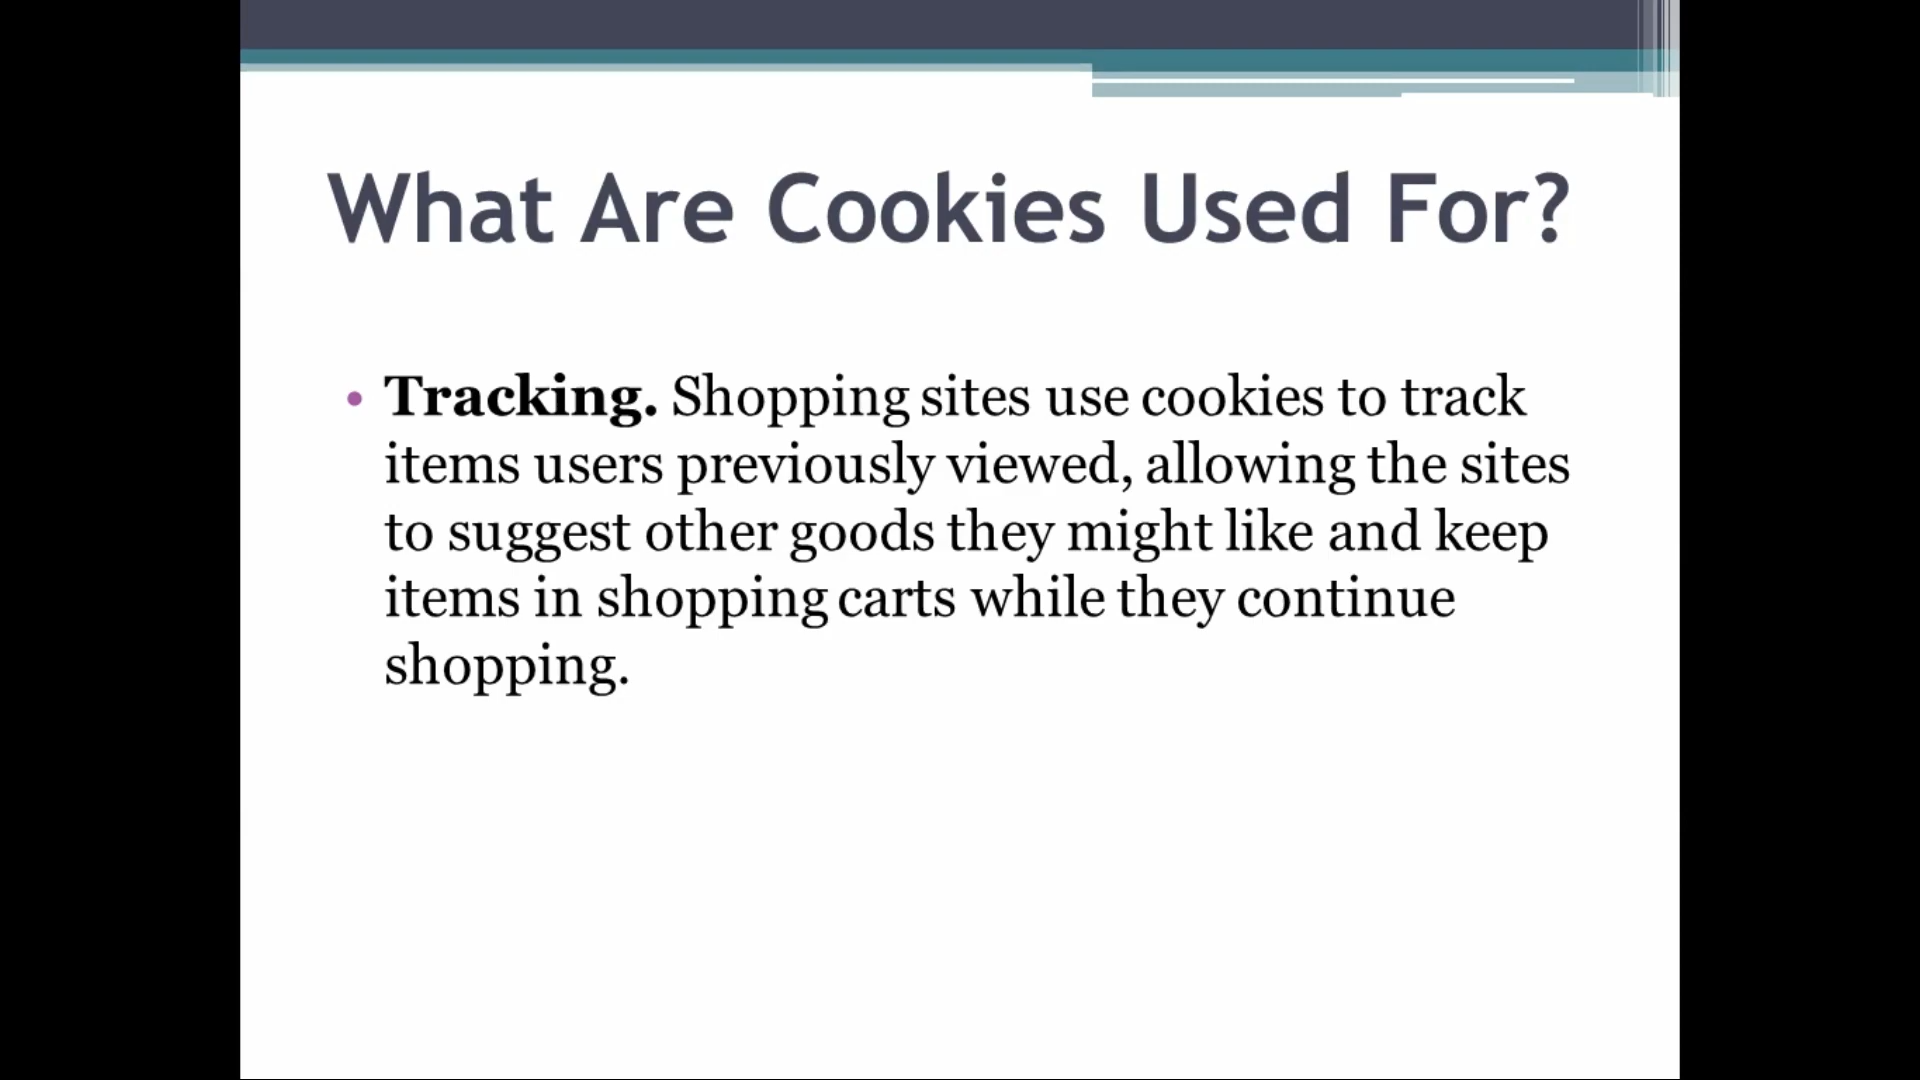 What Are Cookies Used For?
• Tracking. Shopping sites use cookies to track
items users previously viewed, allowing the sites
to suggest other goods they might like and keep
items in shopping carts while they continue
shopping.